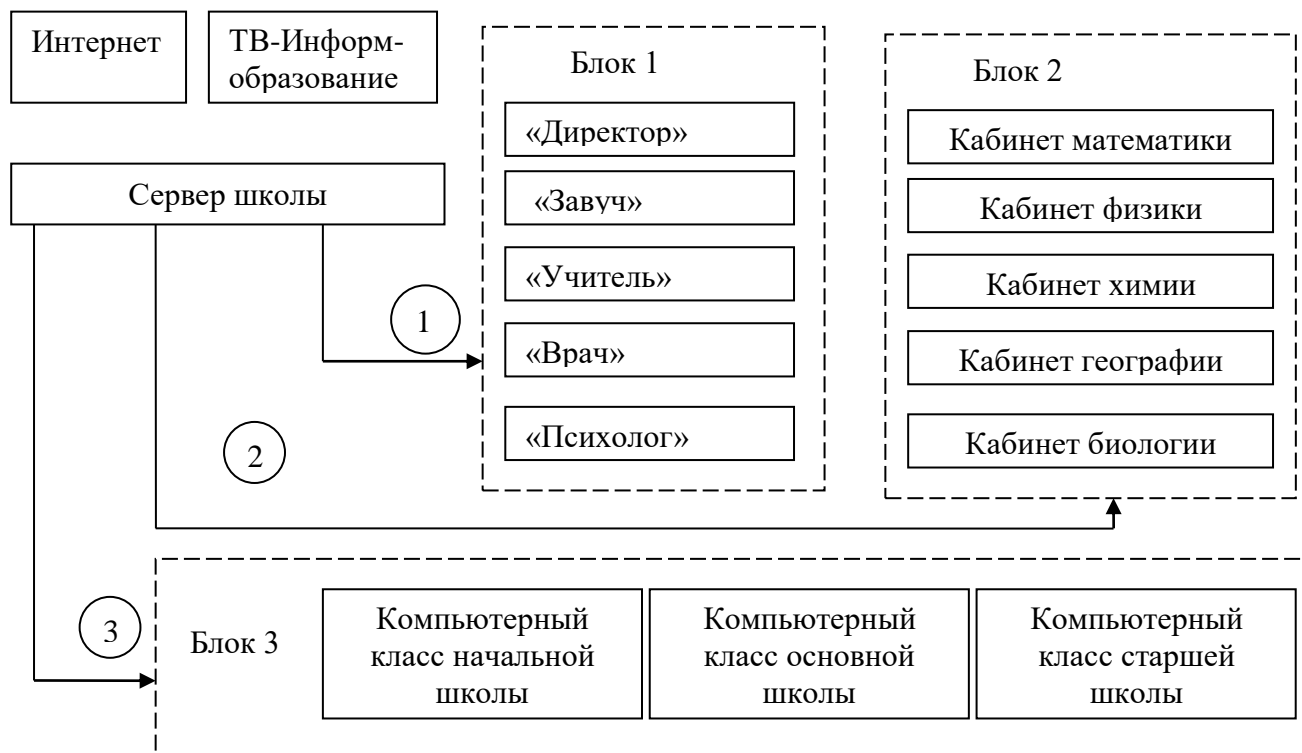 Интернет
ТВ-Информ-
образование
Сервер школы
Блок 1
«Директор»
«Завуч»
«Учитель»
«Врач»
«Психолог»
Блок 2
Кабинет математики
Кабинет физики
Кабинет химии
Кабинет географии
Кабинет биологии
1
2
3
Блок 3
Компьютерный
класс начальной
школы
Компьютерный
класс основной
школы
Компьютерный
класс старшей
школы